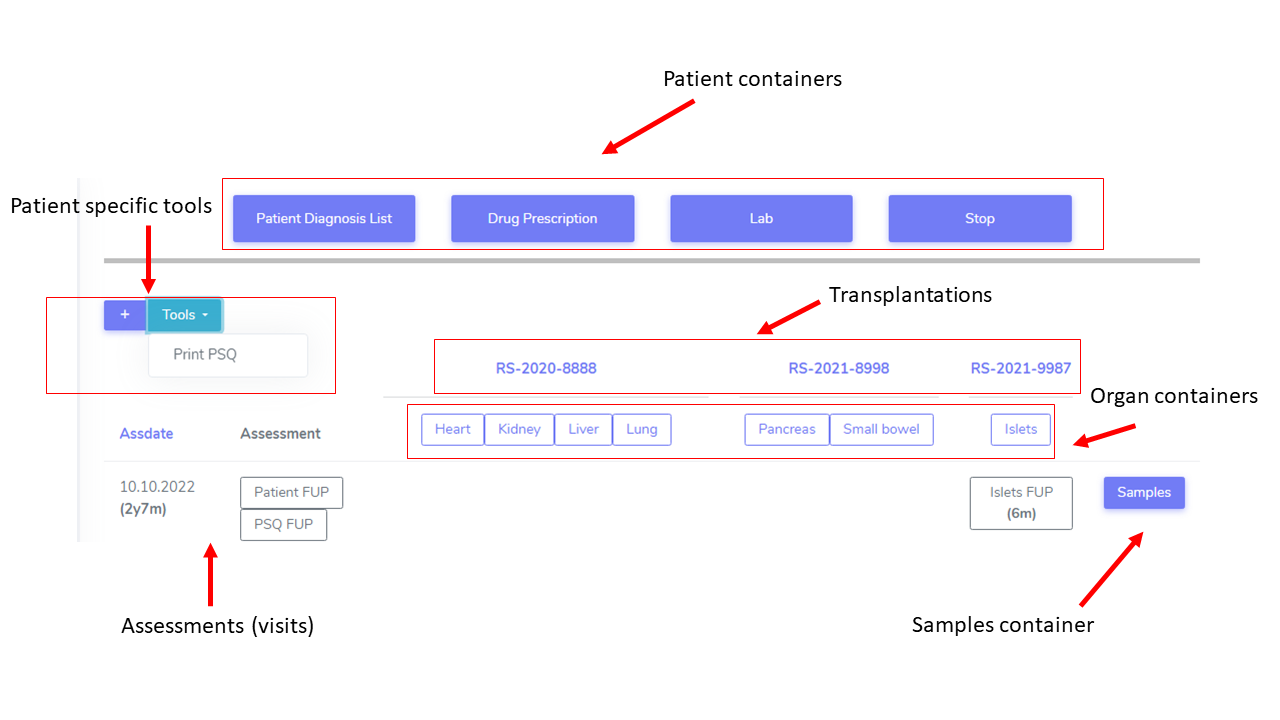 Patient containers
Patient specific tools
Patient Diagnosis List Drug Prescription Lab Stop
+ Tools
Print PSQ
Transplantations
RS-2020-8888 RS-2021-8998 RS-2021-9987
Organ containers
Assdate Assessment Heart Kidney Liver Lung Pancreas Small bowel Islets
10.10.2022 Patient FUP Islets FUP Samples
(2y7m) (6m)
PSQ FUP
Assessments (visits)
Samples container